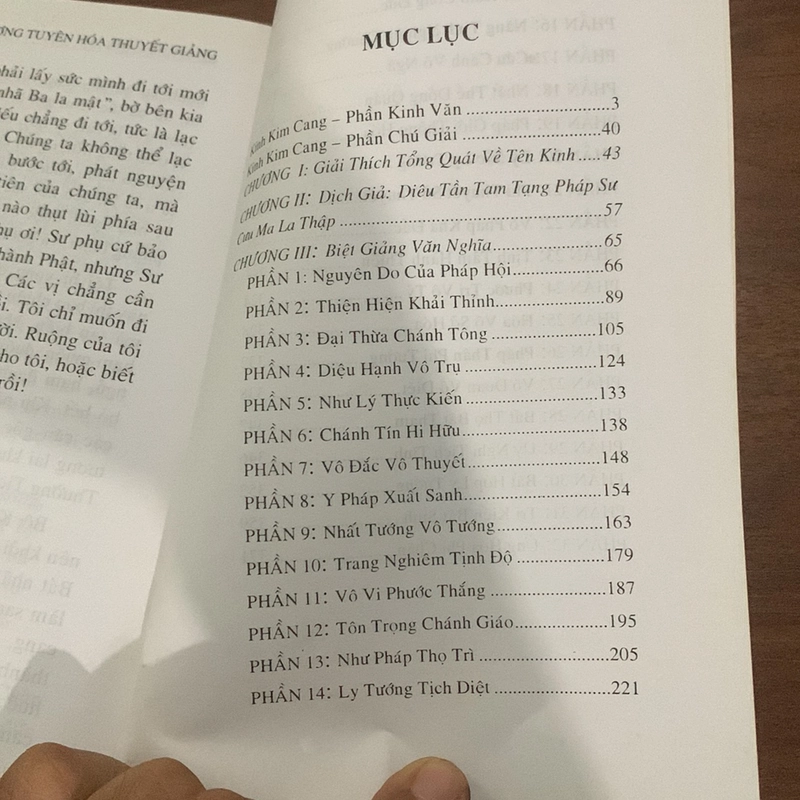 ƠNG TUYÊN HÓA THUYẾT GIẢNG
phải lấy sức mình đi tới mới
nhã Ba la mật", bờ bên kia
iếu chẳng đi tới, tức là lạc
Chúng ta không thể lạc
bước tới, phát nguyện
tiên của chúng ta, mà
nào thụt lùi phía sau
phụ ơi! Sư phụ cứ bảo
thành Phật, nhưng Sư
Các vị chẳng cần
ồi. Tôi chỉ muốn đi
ời. Ruộng của tôi
ho tôi, hoặc biết
rồi!
MỤC LỤC
Kinh Kim Cang – Phần Kinh Văn ........................3
Kinh Kim Cang – Phần Chú Giải ........................40
CHƯƠNG I: Giải Thích Tổng Quát Về Tên Kinh .....43
CHƯƠNG II: Dịch Giả: Diêu Tần Tam Tạng Pháp Sư
Cưu Ma La Thập ........................57
CHƯƠNG III: Biệt Giảng Văn Nghĩa ........................65
PHẦN 1: Nguyên Do Của Pháp Hội ........................66
PHẦN 2: Thiện Hiện Khải Thỉnh ........................89
PHẦN 3: Đại Thừa Chánh Tông ........................105
PHẦN 4: Diệu Hạnh Vô Trụ ........................124
PHẦN 5: Như Lý Thực Kiến ........................133
PHẦN 6: Chánh Tín Hi Hữu ........................138
PHẦN 7: Vô Đắc Vô Thuyết ........................148
PHẦN 8: Y Pháp Xuất Sanh ........................154
PHẦN 9: Nhất Tướng Vô Tướng ........................163
PHẦN 10: Trang Nghiêm Tịnh Độ ........................179
PHẦN 11: Vô Vi Phước Thắng ........................187
PHẦN 12: Tôn Trọng Chánh Giáo ........................195
PHẦN 13: Như Pháp Thọ Trì ........................205
PHẦN 14: Ly Tướng Tịch Diệt ........................221